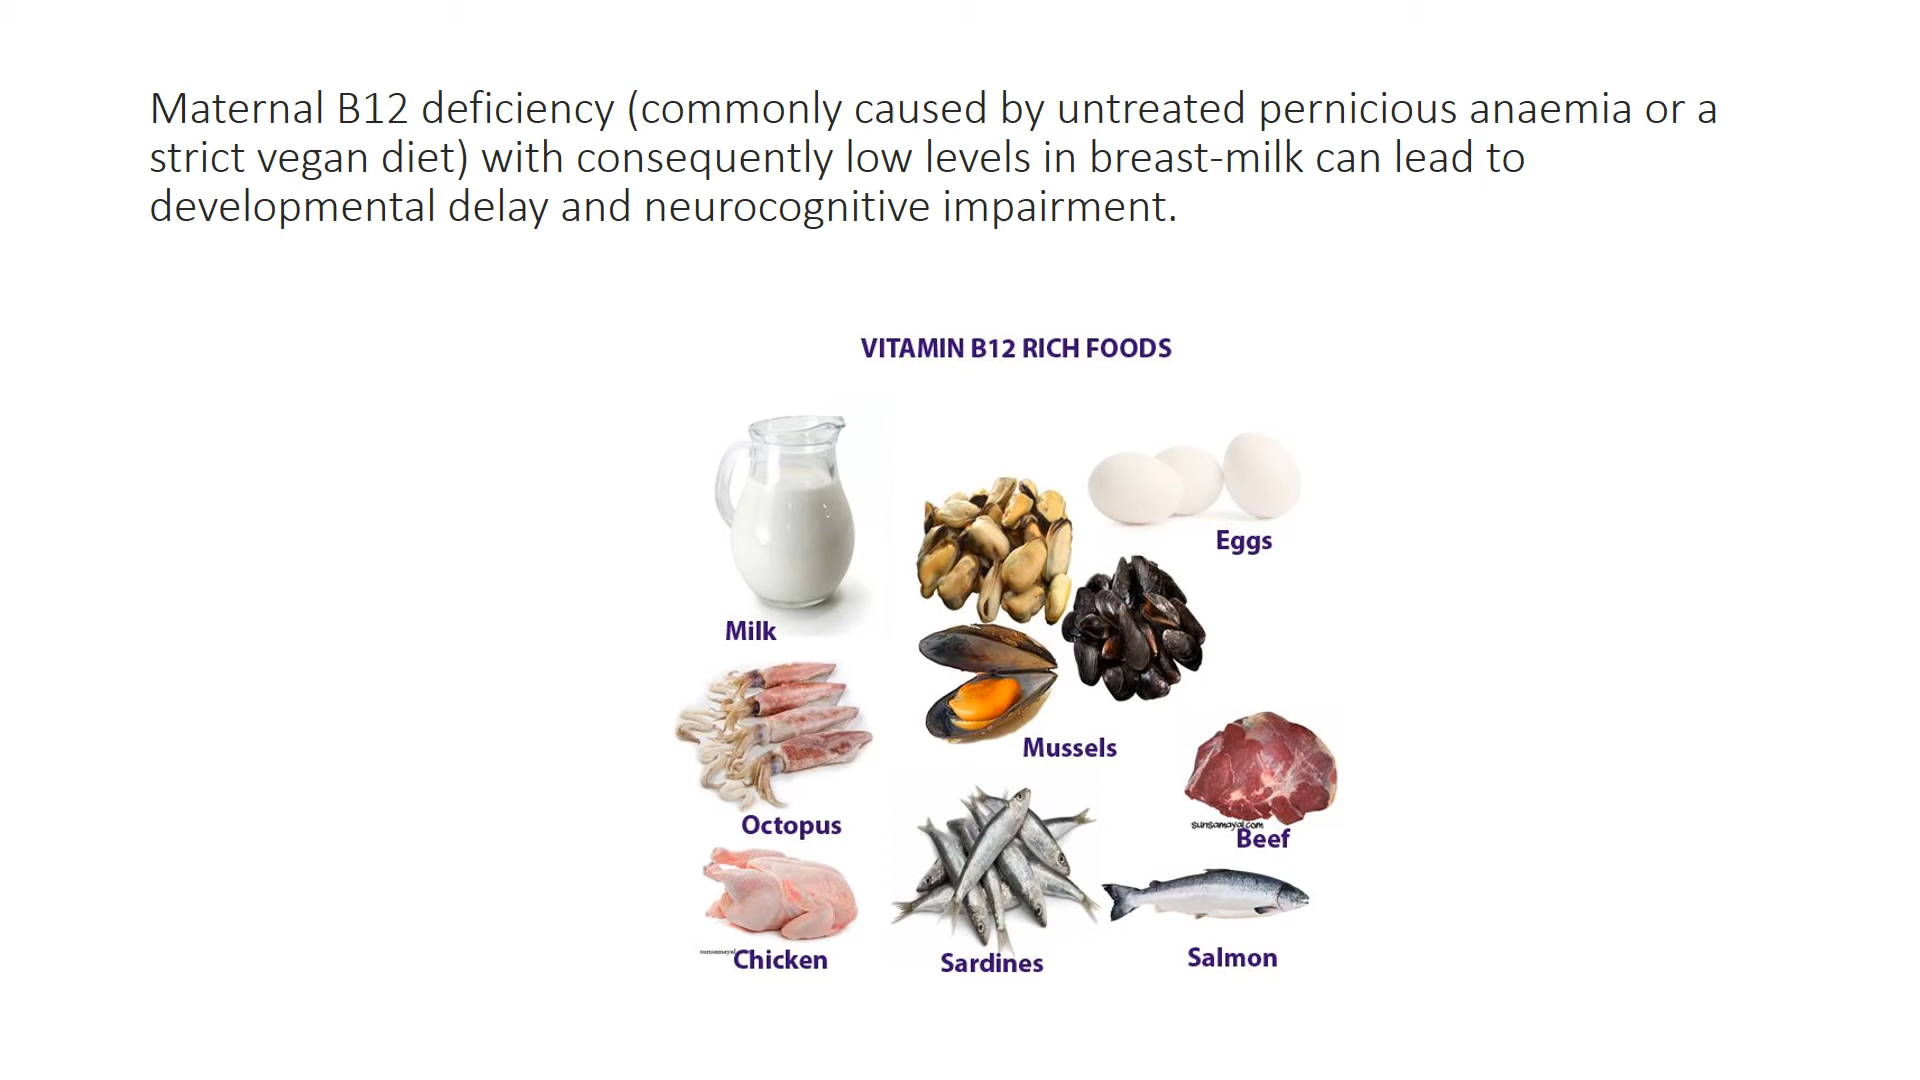 Maternal B12 deficiency (commonly caused by untreated pernicious anaemia or a
strict vegan diet) with consequently low levels in breast-milk can lead to
developmental delay and neurocognitive impairment.
VITAMIN B12 RICH FOODS
Eggs
Milk
Mussels
Octopus
sunsamayal.com
Beef
Chicken
Sardines
Salmon